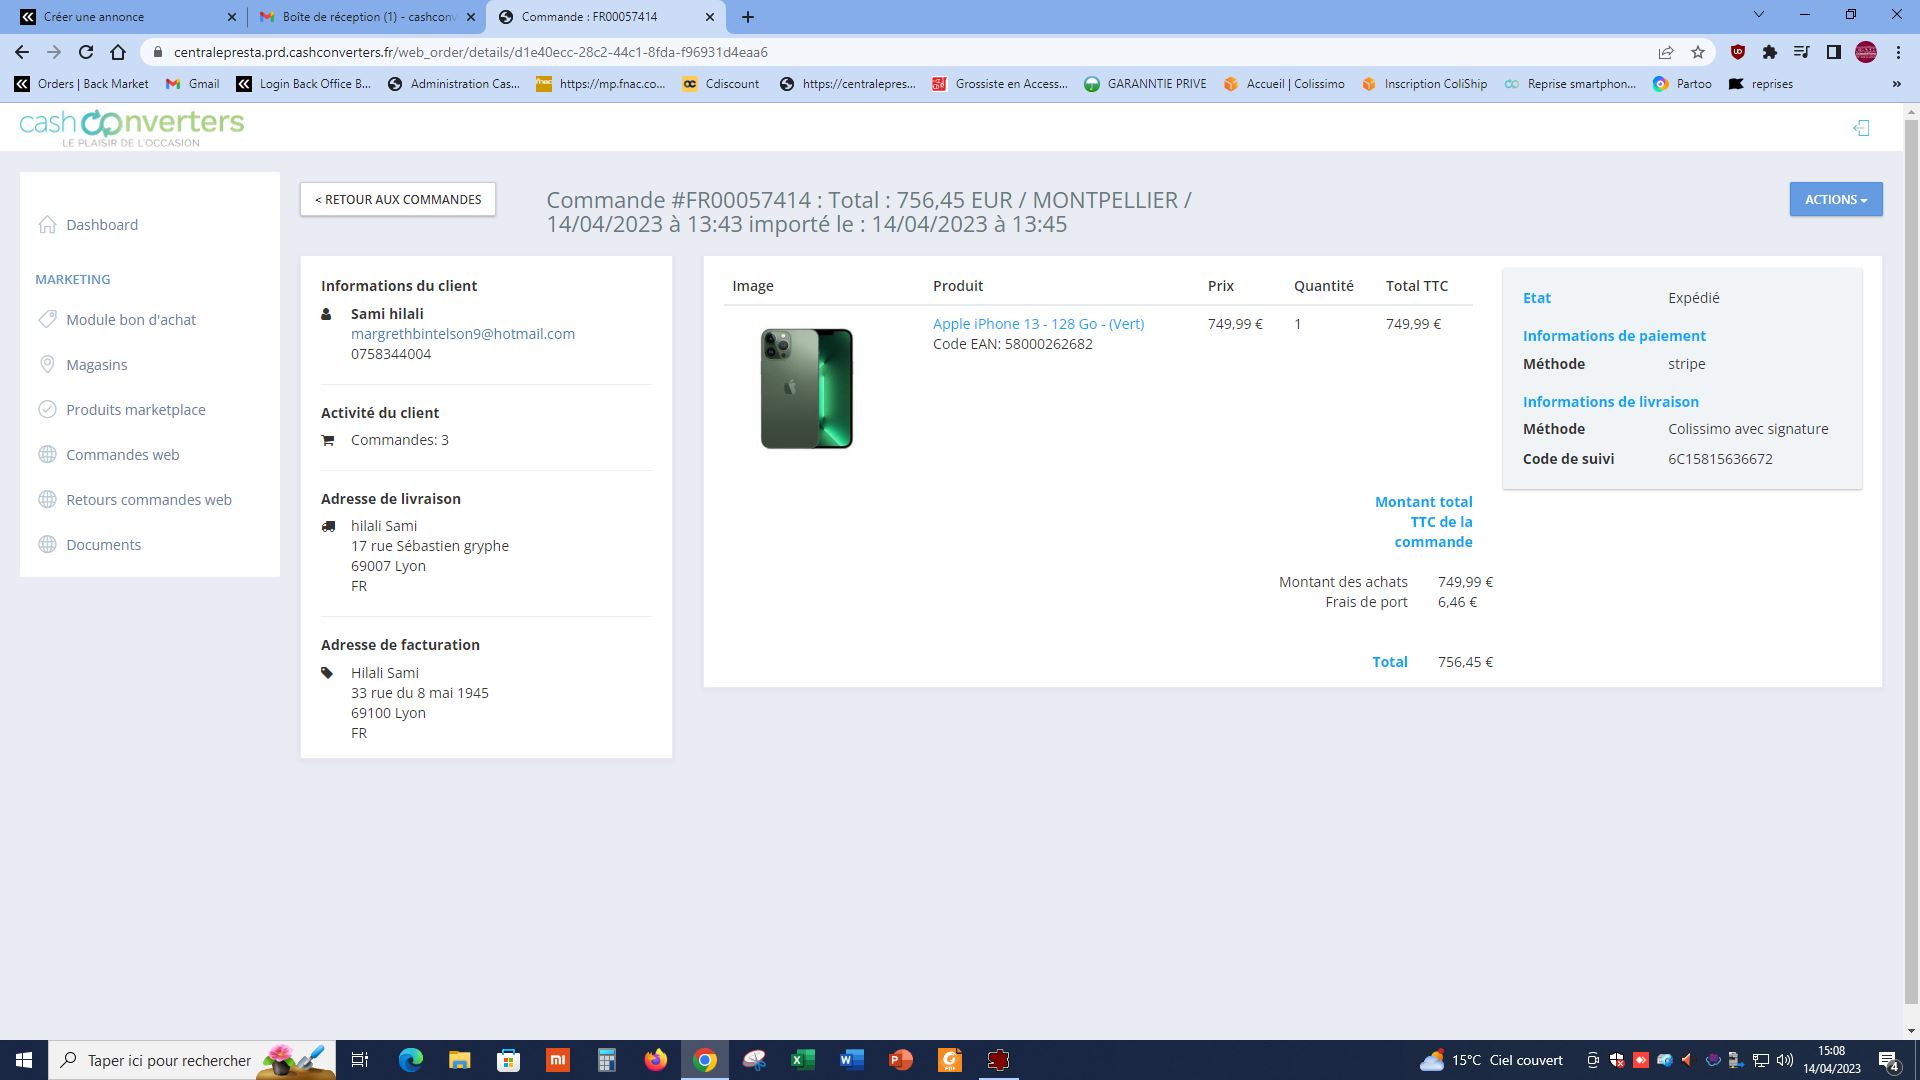 Créer une annonce
Boîte de réception (1) - cashconv
Commande : FR00057414
centralepresta.prd.cashconverters.fr/web_order/details/d1e40ecc-28c2-44c1-8fda-f96931d4eaa6
Orders | Back Market
Gmail
Login Back Office B...
Administration Cas...
https://mp.fnac.co...
Cdiscount
https://centralepres...
Grossiste en Access...
GARANNTIE PRIVE
Accueil | Colissimo
Inscription ColiShip
Reprise smartphon...
Partoo
reprises
»
cash converters
LE PLAISIR DE L'OCCASION
Dashboard
MARKETING
Module bon d'achat
Magasins
Produits marketplace
Commandes web
Retours commandes web
Documents
< RETOUR AUX COMMANDES
Commande #FR00057414 : Total : 756,45 EUR / MONTPELLIER /
14/04/2023 à 13:43 importé le : 14/04/2023 à 13:45
ACTIONS
Informations du client
Sami hilali
margrethbintelson9@hotmail.com
0758344004
Activité du client
Commandes: 3
Adresse de livraison
hilali Sami
17 rue Sébastien gryphe
69007 Lyon
FR
Adresse de facturation
Hilali Sami
33 rue du 8 mai 1945
69100 Lyon
FR
Image Produit Prix Quantité Total TTC
Apple iPhone 13 - 128 Go - (Vert) 749,99 € 1 749,99 €
Code EAN: 58000262682
Montant total
TTC de la
commande
Montant des achats 749,99 €
Frais de port 6,46 €
Total 756,45 €
Etat Expédié
Informations de paiement
Méthode stripe
Informations de livraison
Méthode Colissimo avec signature
Code de suivi 6C15815636672
Taper ici pour rechercher
15°C Ciel couvert
15:08
14/04/2023
4